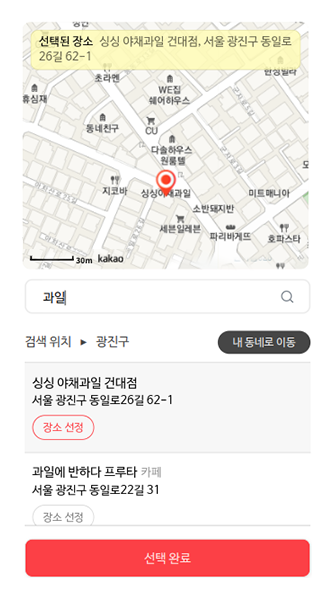 선택된 장소 싱싱 야채과일 건대점, 서울 광진구 동일로
26길 62-1
초라멘
휴심재
WE집
쉐어하우스
동네친구
CU
다솔하우스
원룸텔
지코바
싱싱야채과일
미트매니아
소반돼지반
세븐일레븐
파리바게뜨
호파스타
30m kakao
과일
검색 위치 ▶ 광진구
내 동네로 이동
싱싱 야채과일 건대점
서울 광진구 동일로26길 62-1
장소 선정
과일에 반하다 프루타 카페
서울 광진구 동일로22길 31
장소 선정
선택 완료